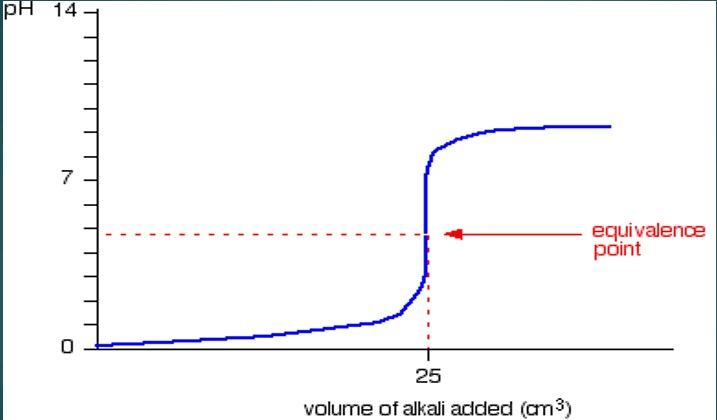 pH
14
7
equivalence
point
0
25
volume of alkali added (cm³)